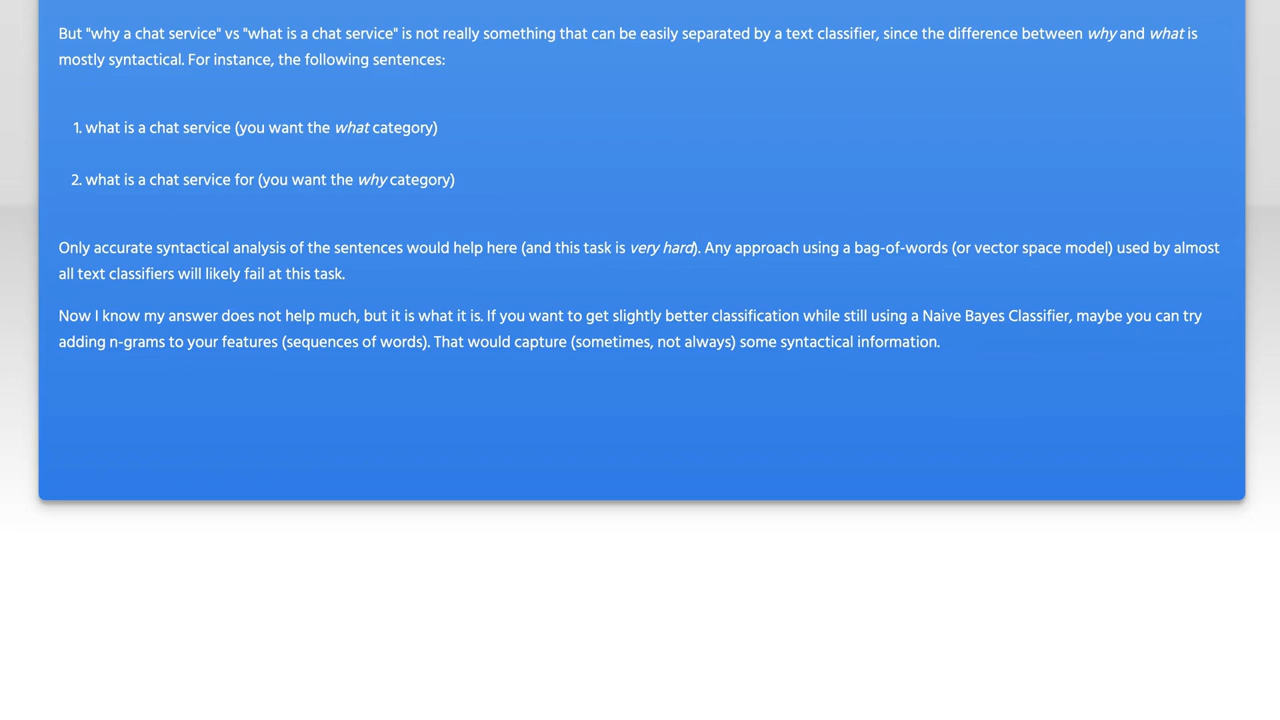 But "why a chat service" vs "what is a chat service" is not really something that can be easily separated by a text classifier, since the difference between why and what is
mostly syntactical. For instance, the following sentences:
1. what is a chat service (you want the what category)
2. what is a chat service for (you want the why category)
Only accurate syntactical analysis of the sentences would help here (and this task is very hard). Any approach using a bag-of-words (or vector space model) used by almost
all text classifiers will likely fail at this task.
Now I know my answer does not help much, but it is what it is. If you want to get slightly better classification while still using a Naive Bayes Classifier, maybe you can try
adding n-grams to your features (sequences of words). That would capture (sometimes, not always) some syntactical information.